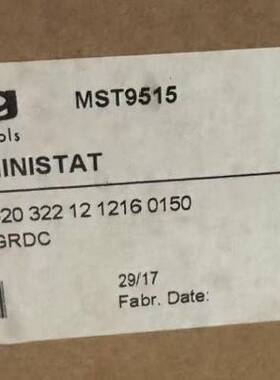 g MST9515
ols
INISTAT
20 322 12 1216 0150
GRDC
29/17
Fabr. Date: